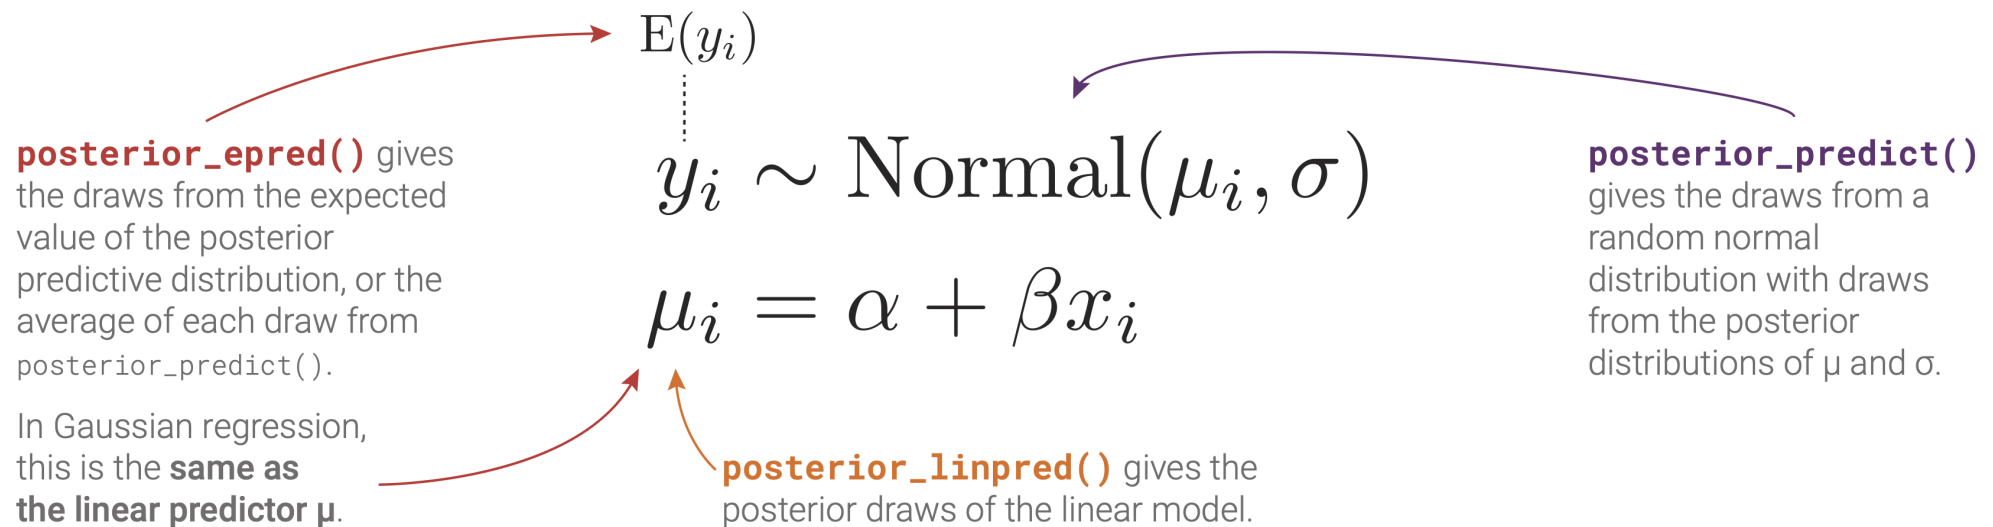 E(yᵢ)
posterior_epred() gives
the draws from the expected
value of the posterior
predictive distribution, or the
average of each draw from
posterior_predict().
In Gaussian regression,
this is the same as
the linear predictor μ.
yᵢ ∼ Normal(μᵢ, σ)
μᵢ = α + βxᵢ
posterior_linpred() gives the
posterior draws of the linear model.
posterior_predict()
gives the draws from a
random normal
distribution with draws
from the posterior
distributions of μ and σ.